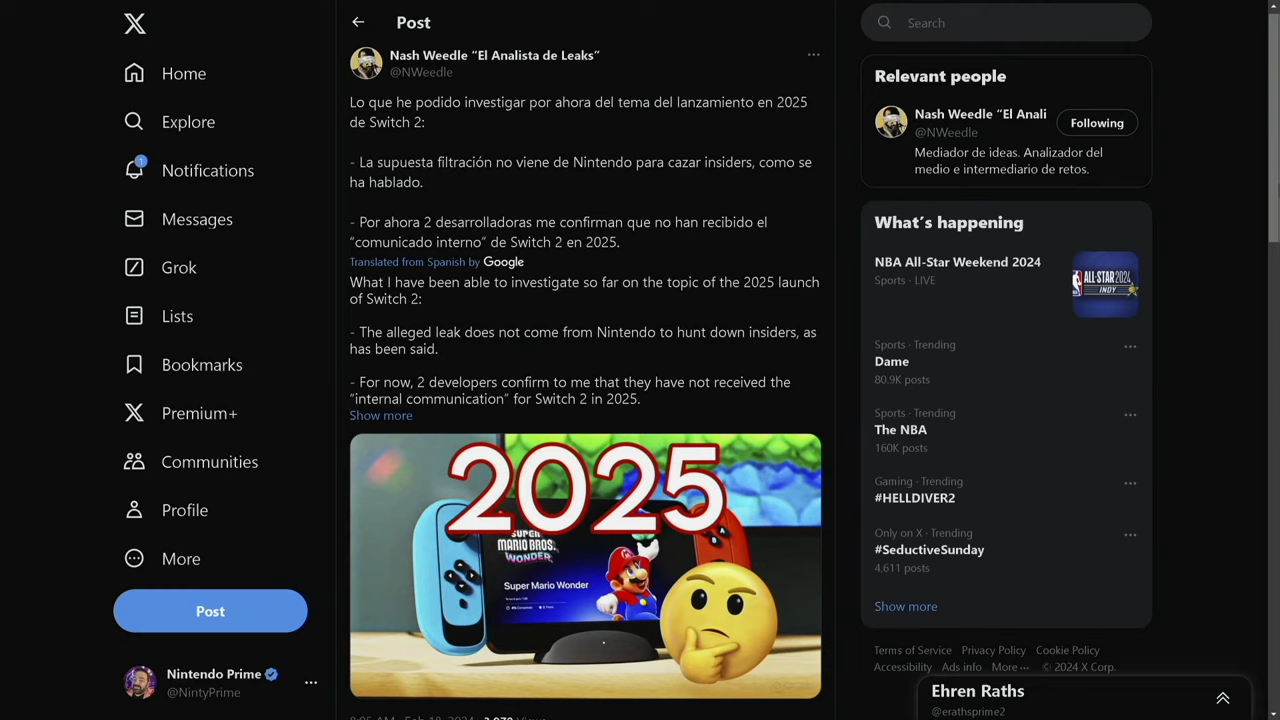 Home
Explore
1
Notifications
Messages
Grok
Lists
Bookmarks
Premium+
Communities
Profile
More
Post
Nintendo Prime
@NintyPrime
Post
Nash Weedle “El Analista de Leaks”
@NWeedle
Lo que he podido investigar por ahora del tema del lanzamiento en 2025
de Switch 2:
- La supuesta filtración no viene de Nintendo para cazar insiders, como se
ha hablado.
- Por ahora 2 desarrolladoras me confirman que no han recibido el
“comunicado interno” de Switch 2 en 2025.
Translated from Spanish by Google
What I have been able to investigate so far on the topic of the 2025 launch
of Switch 2:
- The alleged leak does not come from Nintendo to hunt down insiders, as
has been said.
- For now, 2 developers confirm to me that they have not received the
“internal communication” for Switch 2 in 2025.
Show more
2025
SUPER
MARIO BROS.
WONDER
Super Mario Wonder
A
B
Search
Relevant people
Nash Weedle “El Anali
Following
@NWeedle
Mediador de ideas. Analizador del
medio e intermediario de retos.
What’s happening
NBA All-Star Weekend 2024
Sports · LIVE
ALL-STAR 2024
INDY
Sports · Trending
Dame
80.9K posts
Sports · Trending
The NBA
160K posts
Gaming · Trending
#HELLDIVER2
Only on X · Trending
#SeductiveSunday
4,611 posts
Show more
Terms of Service Privacy Policy Cookie Policy
Accessibility Ads info More ··· © 2024 X Corp.
Ehren Raths
@erathsprime2